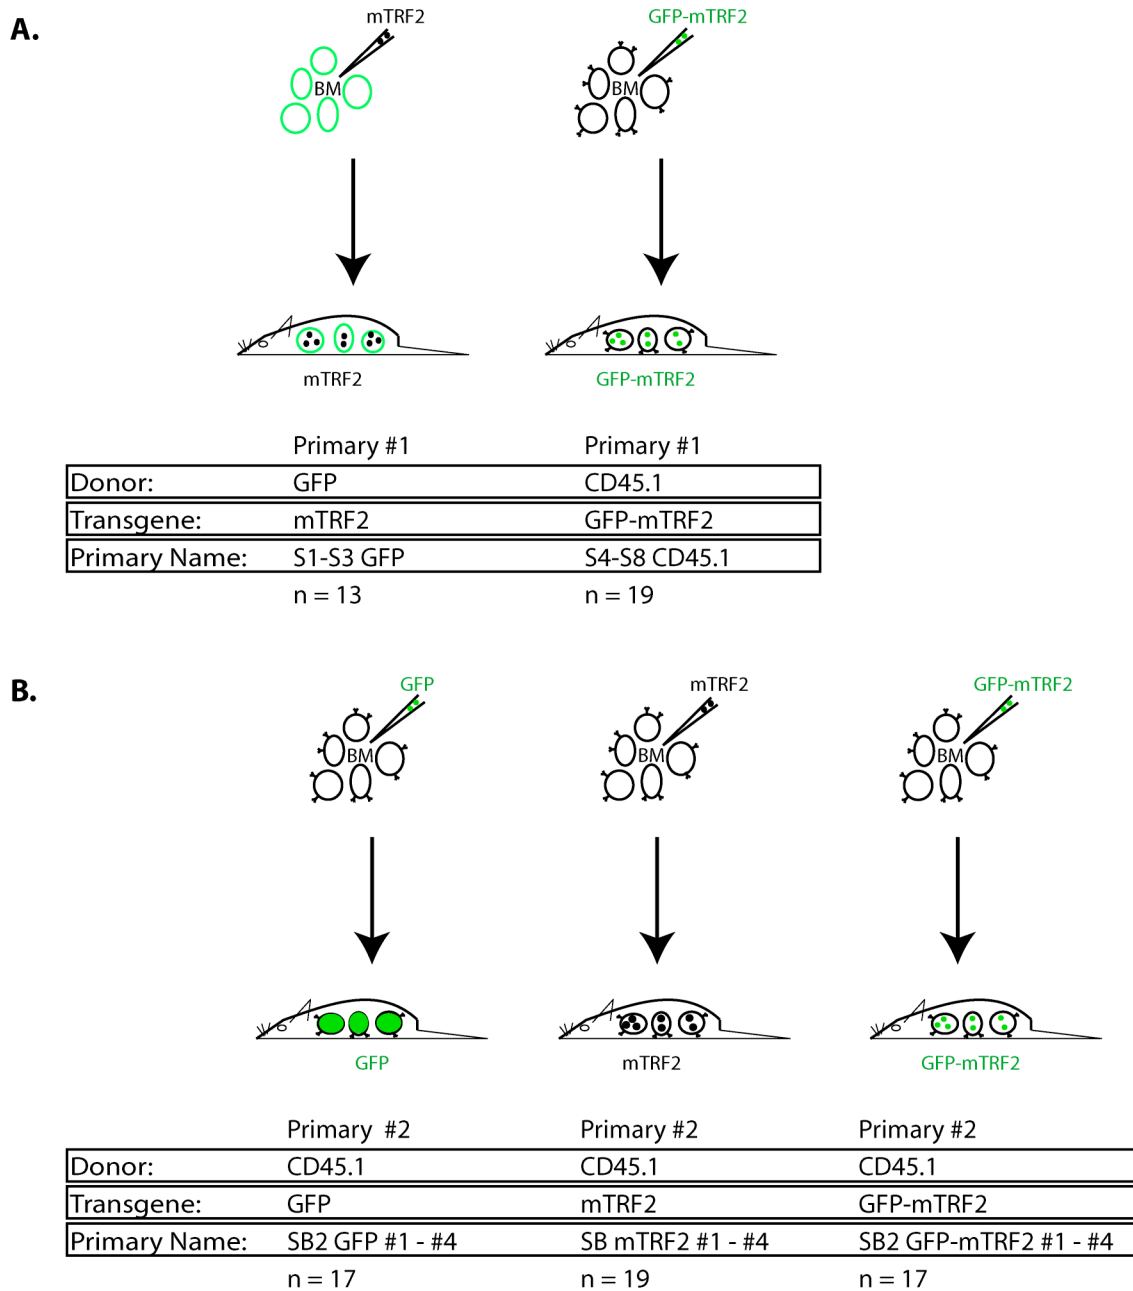 A.
mTRF2 GFP-mTRF2
BM BM
mTRF2 GFP-mTRF2
Primary #1 Primary #1
Donor: GFP CD45.1
Transgene: mTRF2 GFP-mTRF2
Primary Name: S1-S3 GFP S4-S8 CD45.1
n = 13 n = 19
B.
GFP mTRF2 GFP-mTRF2
BM BM BM
GFP mTRF2 GFP-mTRF2
Primary #2 Primary #2 Primary #2
Donor: CD45.1 CD45.1 CD45.1
Transgene: GFP mTRF2 GFP-mTRF2
Primary Name: SB2 GFP #1 - #4 SB mTRF2 #1 - #4 SB2 GFP-mTRF2 #1 - #4
n = 17 n = 19 n = 17